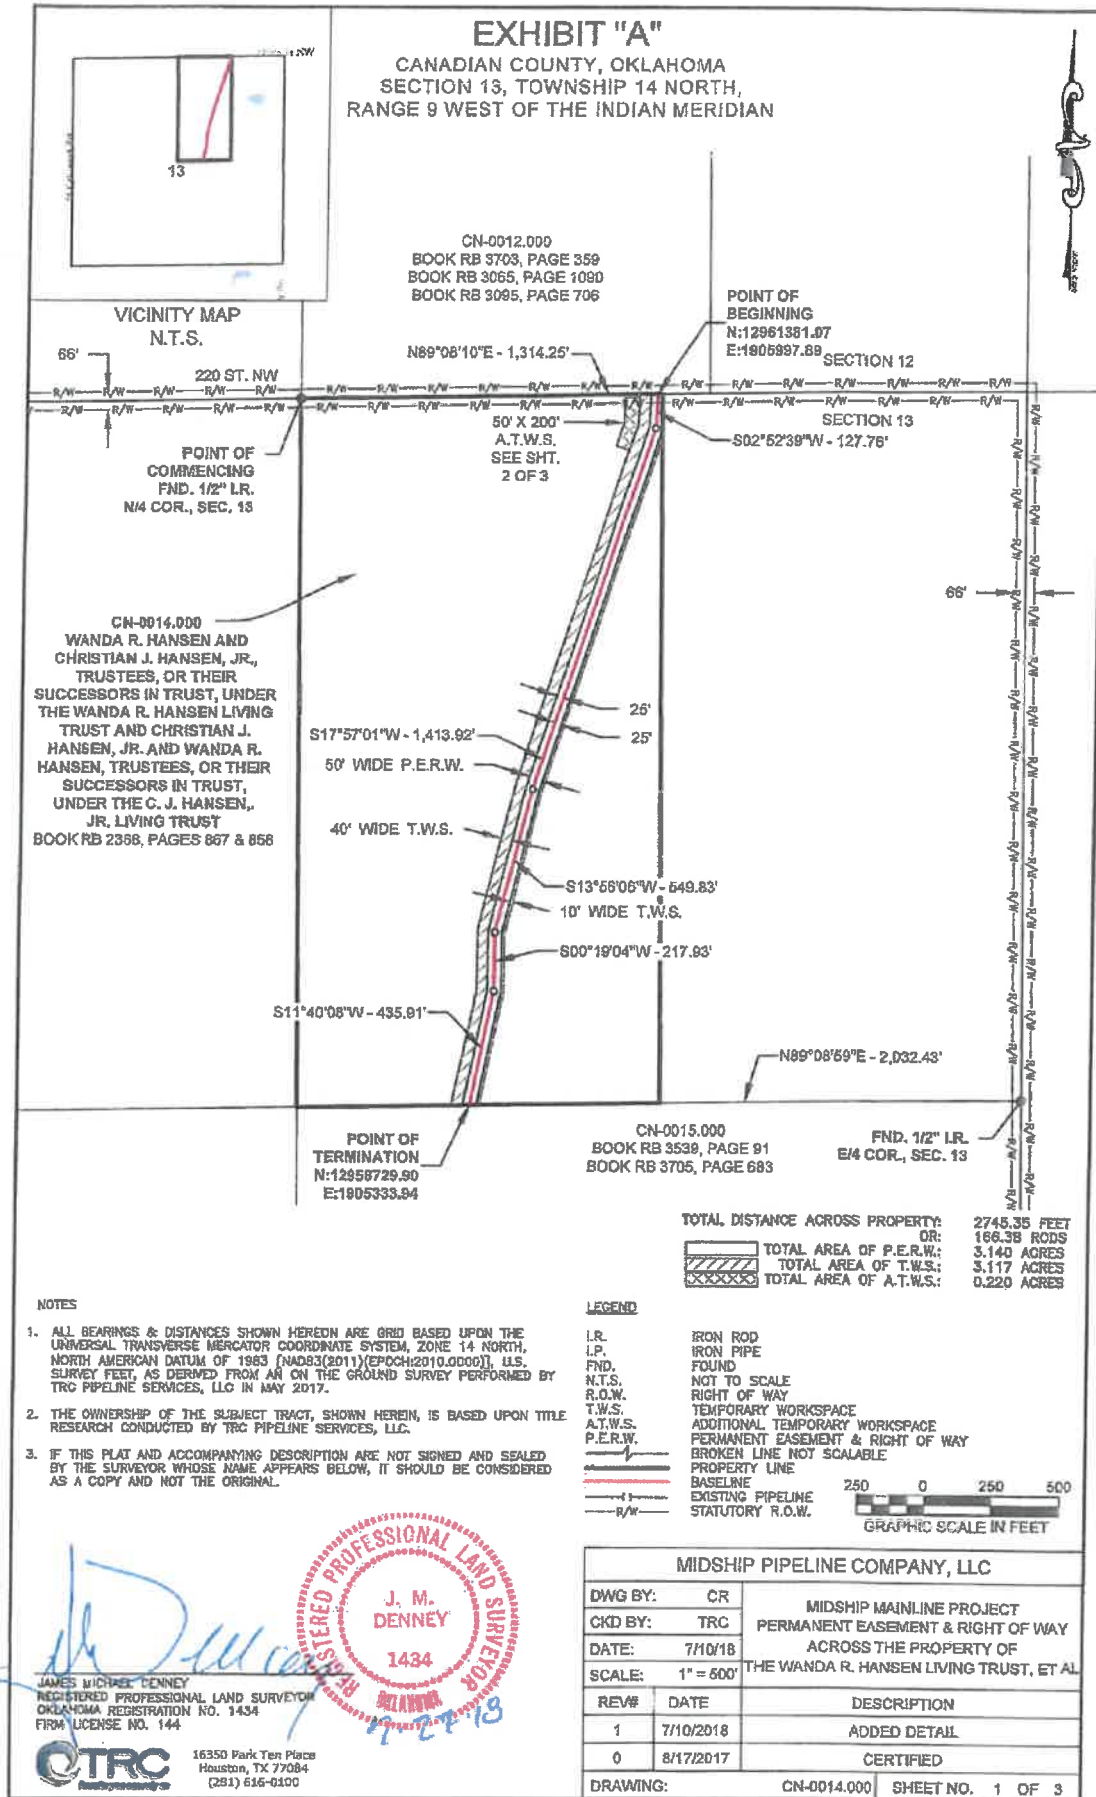 EXHIBIT "A"
CANADIAN COUNTY, OKLAHOMA
SECTION 13, TOWNSHIP 14 NORTH,
RANGE 9 WEST OF THE INDIAN MERIDIAN
13
VICINITY MAP
N.T.S.
CN-0012.000
BOOK RB 3703, PAGE 359
BOOK RB 3065, PAGE 1090
BOOK RB 3095, PAGE 706
POINT OF
BEGINNING
N:12961381.07
E:1905997.89
66'
220 ST. NW
N89°08'10"E - 1,314.25'
SECTION 12
SECTION 13
R/W
50' X 200'
A.T.W.S.
SEE SHT.
2 OF 3
S02°52'39"W - 127.76'
POINT OF
COMMENCING
FND. 1/2" I.R.
N/4 COR., SEC. 13
66'
CN-0014.000
WANDA R. HANSEN AND
CHRISTIAN J. HANSEN, JR.,
TRUSTEES, OR THEIR
SUCCESSORS IN TRUST, UNDER
THE WANDA R. HANSEN LIVING
TRUST AND CHRISTIAN J.
HANSEN, JR. AND WANDA R.
HANSEN, TRUSTEES, OR THEIR
SUCCESSORS IN TRUST,
UNDER THE C. J. HANSEN,
JR. LIVING TRUST
BOOK RB 2368, PAGES 867 & 868
25'
25'
S17°57'01"W - 1,413.92'
50' WIDE P.E.R.W.
40' WIDE T.W.S.
S13°56'06"W - 549.83'
10' WIDE T.W.S.
S00°19'04"W - 217.93'
S11°40'08"W - 435.91'
N89°08'59"E - 2,032.43'
POINT OF
TERMINATION
N:12958729.90
E:1905333.94
CN-0015.000
BOOK RB 3539, PAGE 91
BOOK RB 3705, PAGE 683
FND. 1/2" I.R.
E/4 COR., SEC. 13
TOTAL DISTANCE ACROSS PROPERTY: 2745.35 FEET
OR: 166.38 RODS
TOTAL AREA OF P.E.R.W.: 3.140 ACRES
TOTAL AREA OF T.W.S.: 3.117 ACRES
TOTAL AREA OF A.T.W.S.: 0.220 ACRES
NOTES
1. ALL BEARINGS & DISTANCES SHOWN HEREON ARE GRID BASED UPON THE
UNIVERSAL TRANSVERSE MERCATOR COORDINATE SYSTEM, ZONE 14 NORTH,
NORTH AMERICAN DATUM OF 1983 [NAD83(2011)(EPOCH:2010.0000)], U.S.
SURVEY FEET, AS DERIVED FROM AN ON THE GROUND SURVEY PERFORMED BY
TRC PIPELINE SERVICES, LLC IN MAY 2017.
2. THE OWNERSHIP OF THE SUBJECT TRACT, SHOWN HEREIN, IS BASED UPON TITLE
RESEARCH CONDUCTED BY TRC PIPELINE SERVICES, LLC.
3. IF THIS PLAT AND ACCOMPANYING DESCRIPTION ARE NOT SIGNED AND SEALED
BY THE SURVEYOR WHOSE NAME APPEARS BELOW, IT SHOULD BE CONSIDERED
AS A COPY AND NOT THE ORIGINAL.
LEGEND
I.R. IRON ROD
I.P. IRON PIPE
FND. FOUND
N.T.S. NOT TO SCALE
R.O.W. RIGHT OF WAY
T.W.S. TEMPORARY WORKSPACE
A.T.W.S. ADDITIONAL TEMPORARY WORKSPACE
P.E.R.W. PERMANENT EASEMENT & RIGHT OF WAY
BROKEN LINE NOT SCALABLE
PROPERTY LINE
BASELINE
EXISTING PIPELINE
R/W STATUTORY R.O.W.
250 0 250 500
GRAPHIC SCALE IN FEET
REGISTERED PROFESSIONAL LAND SURVEYOR
J. M.
DENNEY
1434
OKLAHOMA
JAMES MICHAEL DENNEY
REGISTERED PROFESSIONAL LAND SURVEYOR
OKLAHOMA REGISTRATION NO. 1434
FIRM LICENSE NO. 144
TRC
16350 Park Ten Place
Houston, TX 77084
(281) 616-0100
MIDSHIP PIPELINE COMPANY, LLC
DWG BY: CR
CKD BY: TRC
DATE: 7/10/18
SCALE: 1" = 500'
MIDSHIP MAINLINE PROJECT
PERMANENT EASEMENT & RIGHT OF WAY
ACROSS THE PROPERTY OF
THE WANDA R. HANSEN LIVING TRUST, ET AL
REV# DATE DESCRIPTION
1 7/10/2018 ADDED DETAIL
0 8/17/2017 CERTIFIED
DRAWING: CN-0014.000 SHEET NO. 1 OF 3